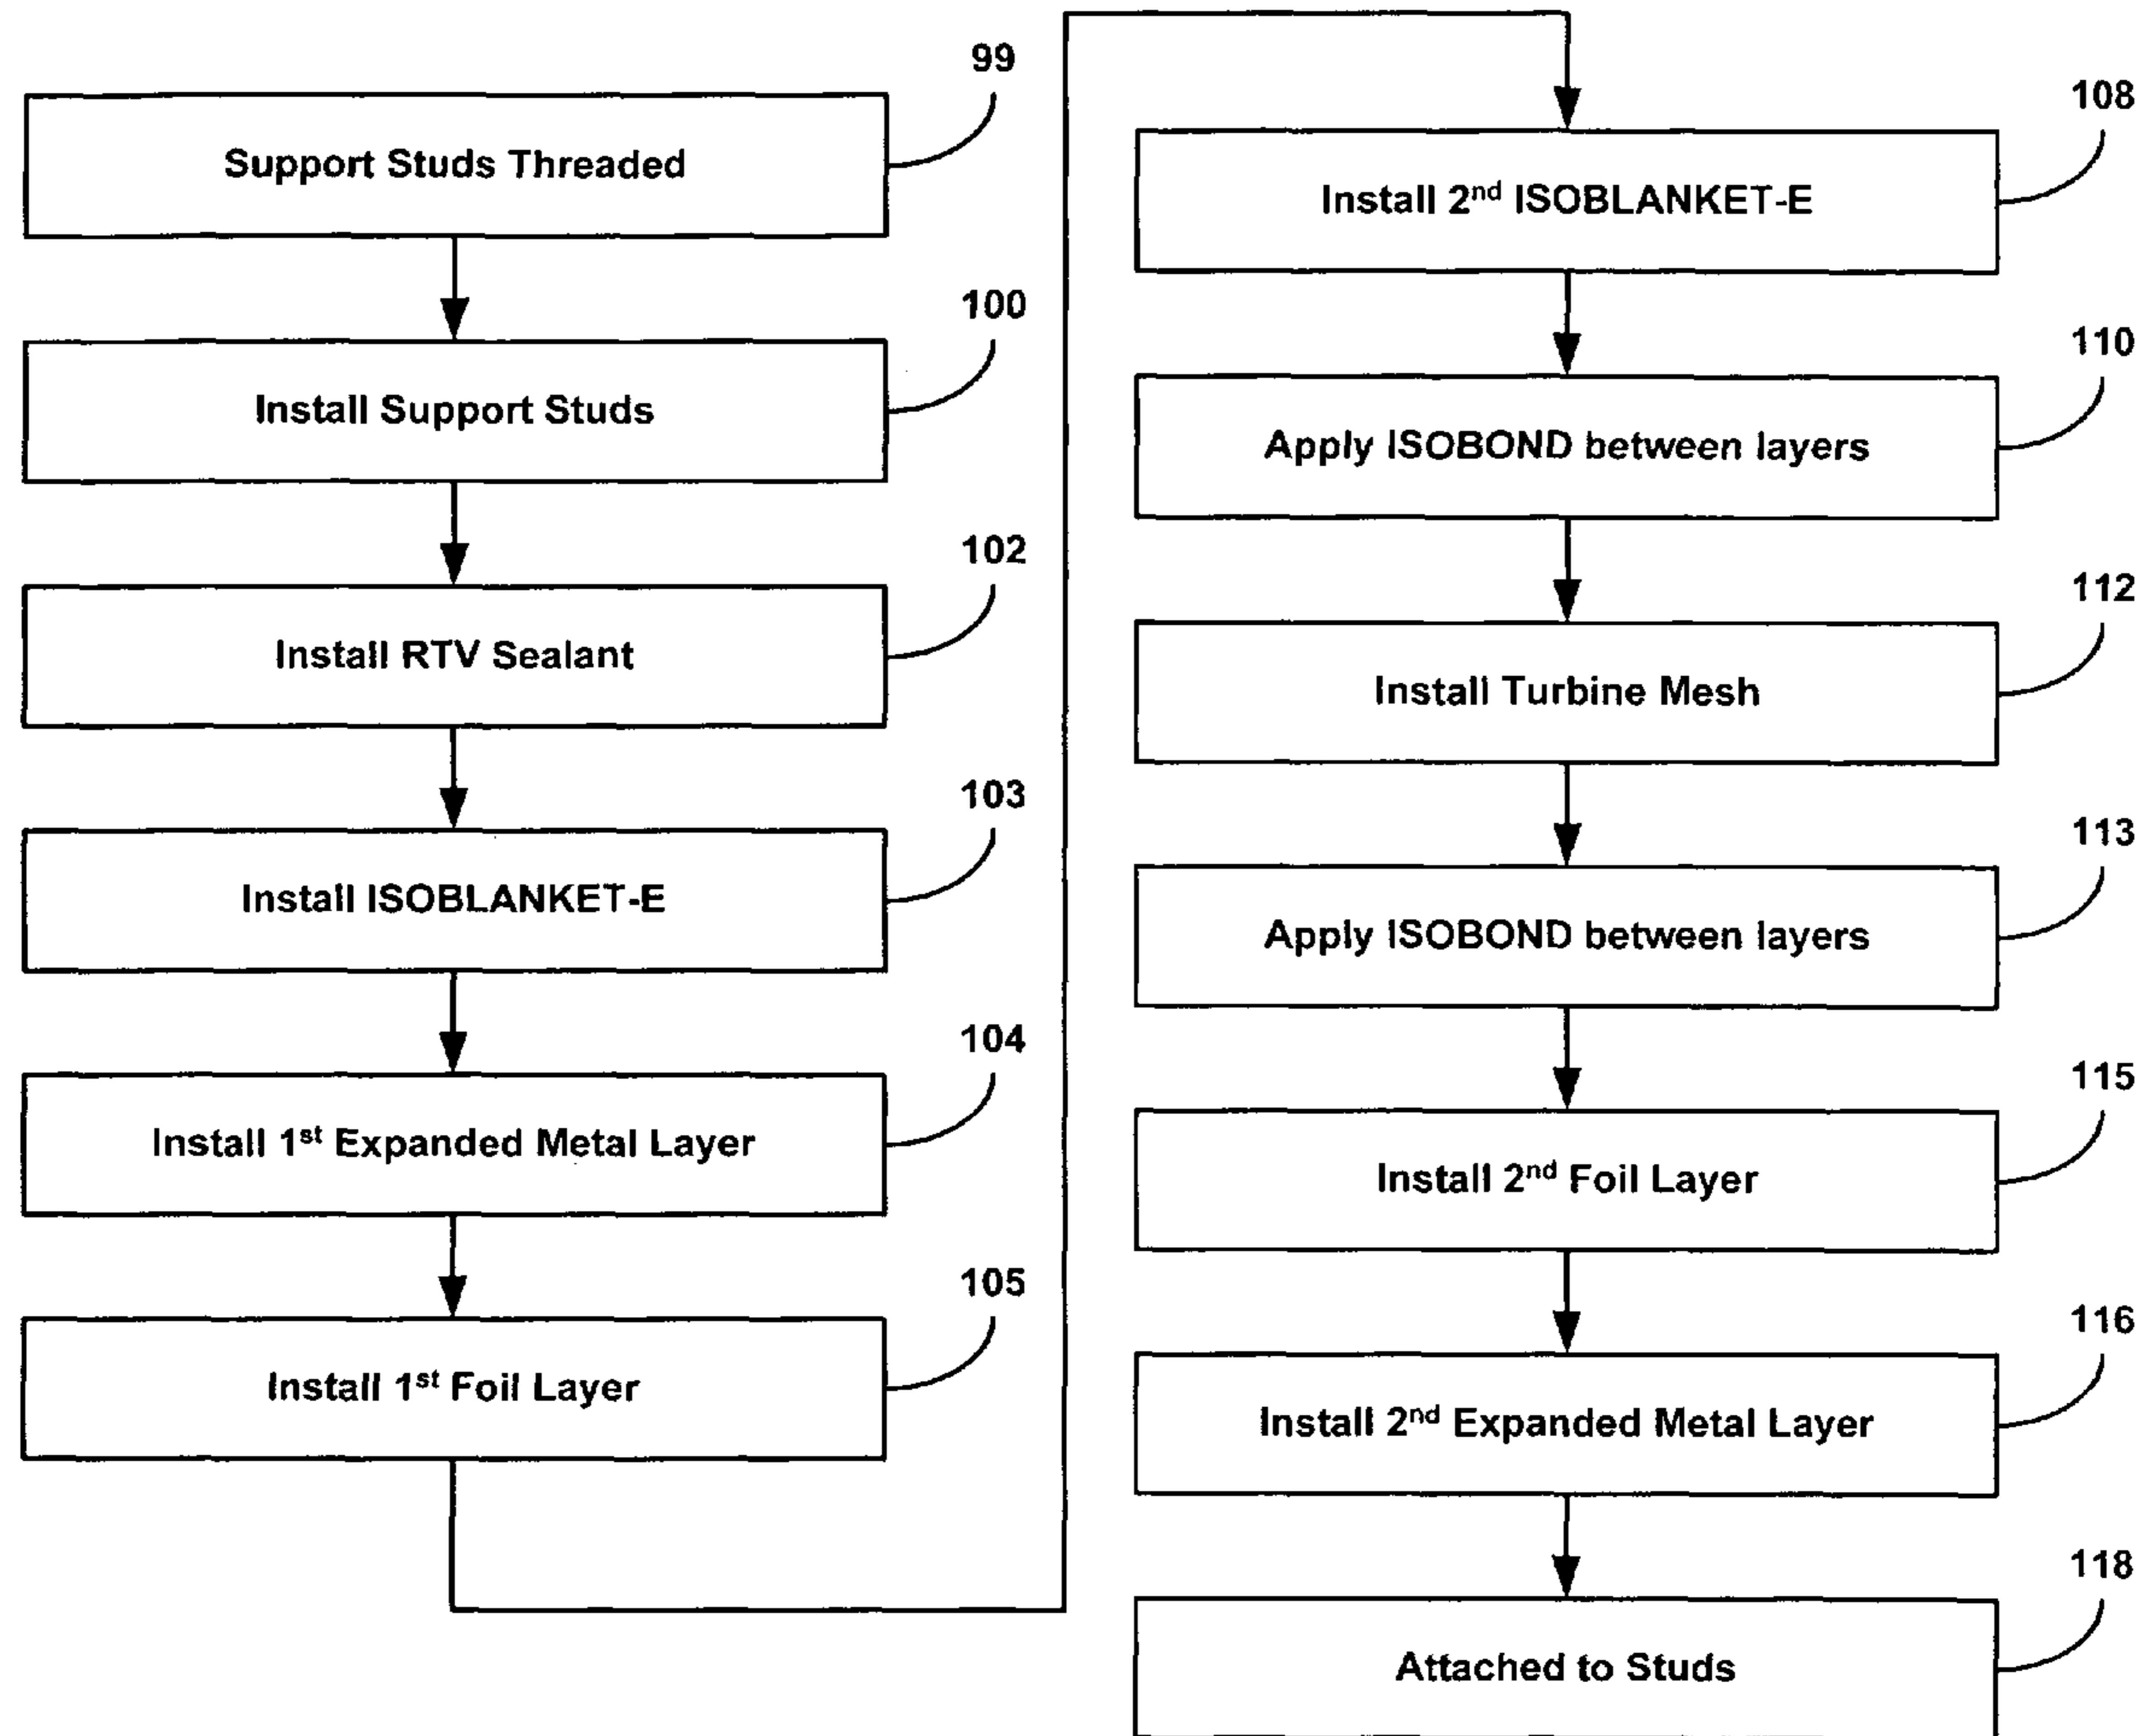 99
Support Studs Threaded
100
Install Support Studs
102
Install RTV Sealant
103
Install ISOBLANKET-E
104
Install 1st Expanded Metal Layer
105
Install 1st Foil Layer
108
Install 2nd ISOBLANKET-E
110
Apply ISOBOND between layers
112
Install Turbine Mesh
113
Apply ISOBOND between layers
115
Install 2nd Foil Layer
116
Install 2nd Expanded Metal Layer
118
Attached to Studs